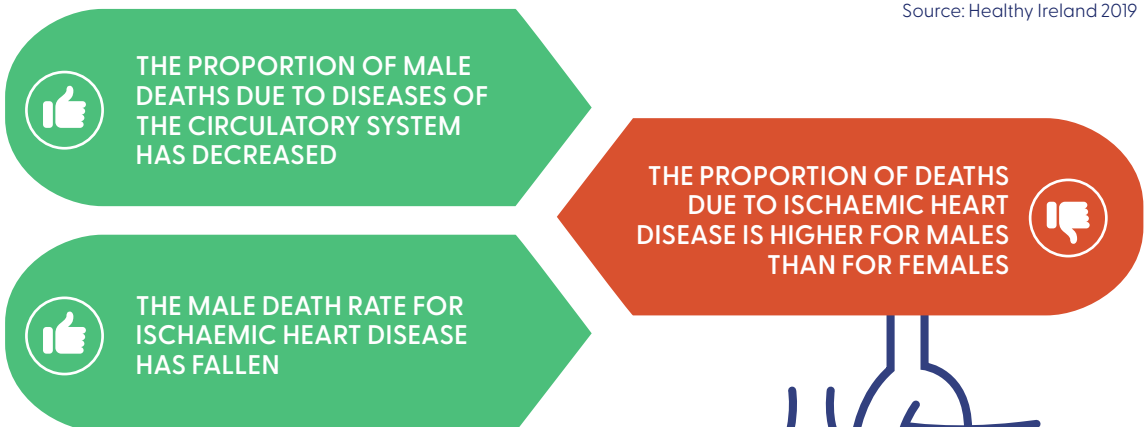 Source: Healthy Ireland 2019
THE PROPORTION OF MALE
DEATHS DUE TO DISEASES OF
THE CIRCULATORY SYSTEM
HAS DECREASED
THE PROPORTION OF DEATHS
DUE TO ISCHAEMIC HEART
DISEASE IS HIGHER FOR MALES
THAN FOR FEMALES
THE MALE DEATH RATE FOR
ISCHAEMIC HEART DISEASE
HAS FALLEN